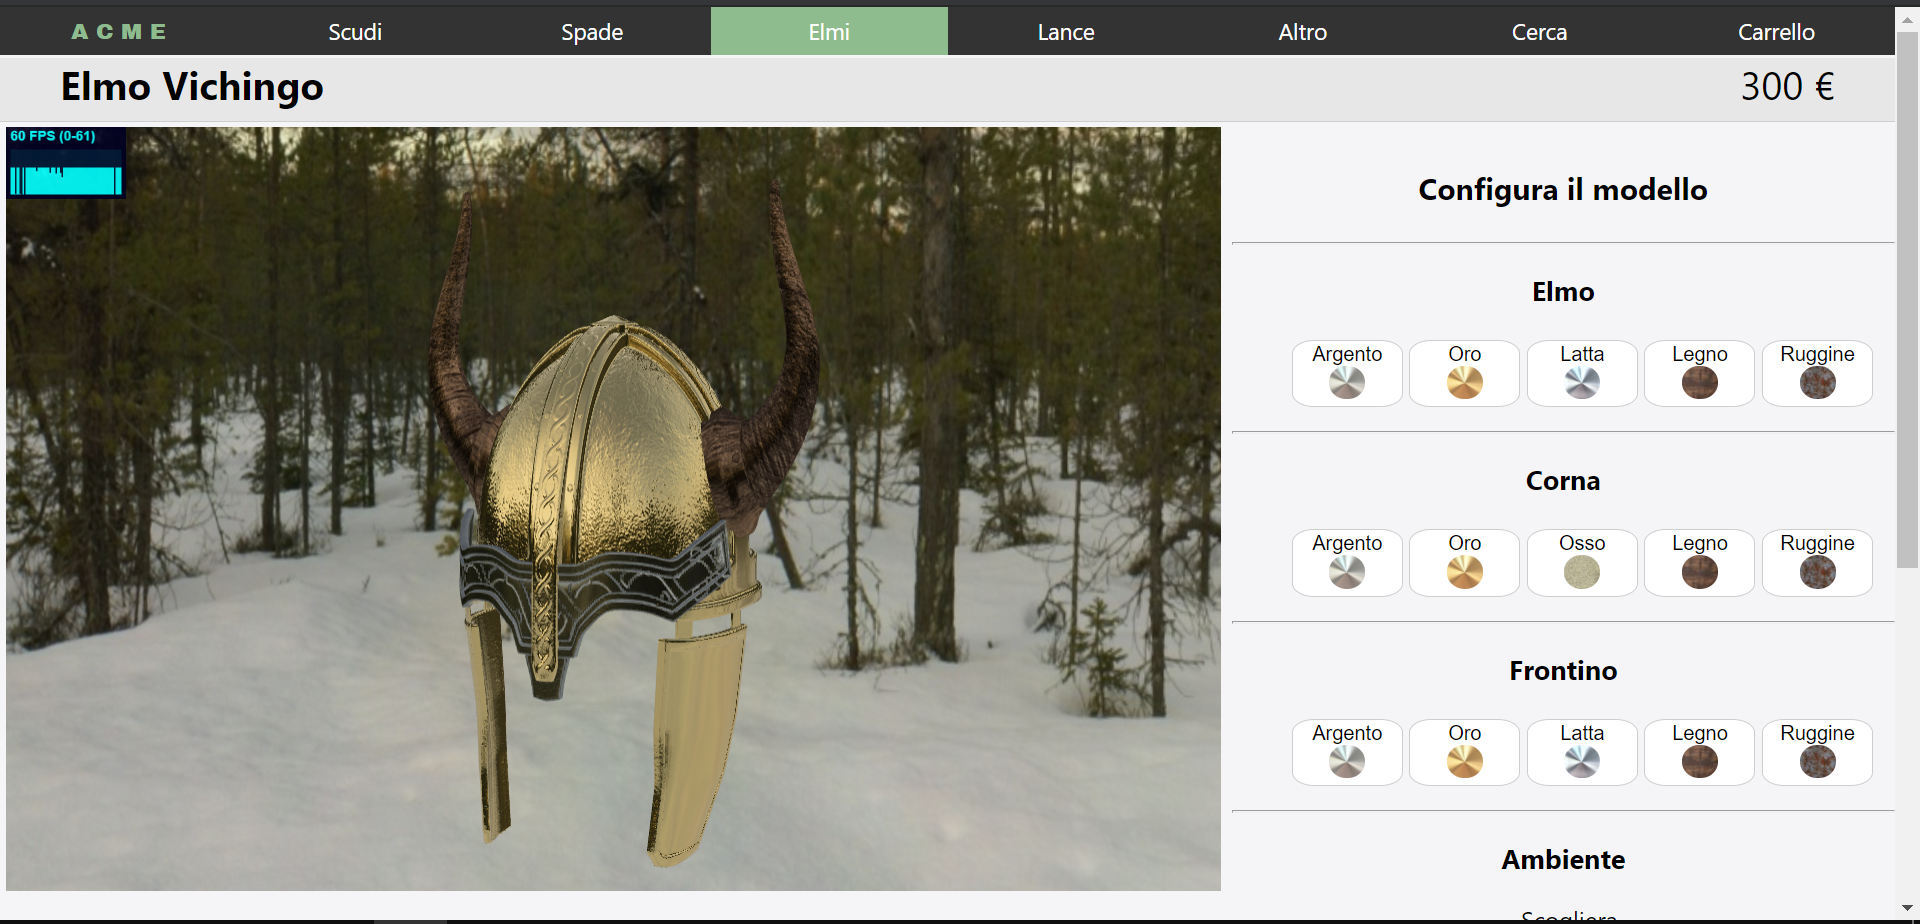 ACME Scudi Spade Elmi Lance Altro Cerca Carrello
Elmo Vichingo 300 €
60 FPS (0-61)
Configura il modello
Elmo
Argento Oro Latta Legno Ruggine
Corna
Argento Oro Osso Legno Ruggine
Frontino
Argento Oro Latta Legno Ruggine
Ambiente
Scogliera